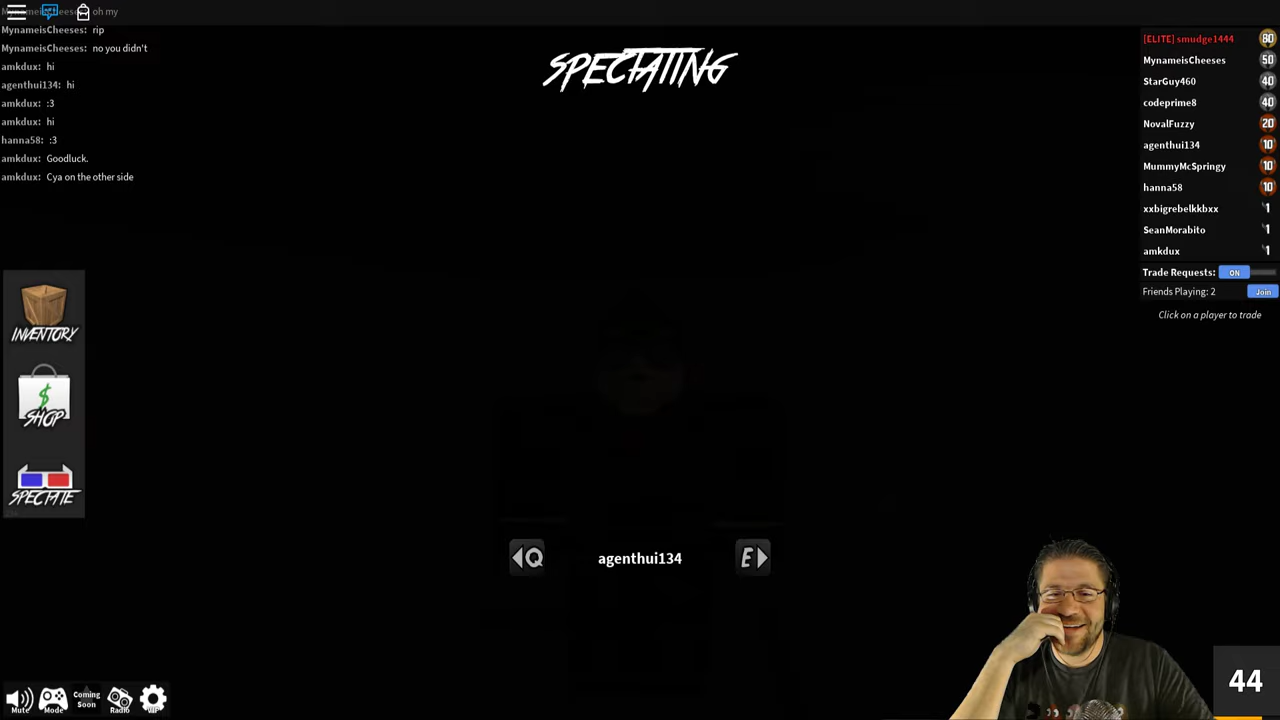 MynameisCheeses: oh my
MynameisCheeses: rip
MynameisCheeses: no you didn't
amkdux: hi
agenthui134: hi
amkdux: :3
amkdux: hi
hanna58: :3
amkdux: Goodluck.
amkdux: Cya on the other side
SPECTATING
[ELITE] smudge1444 80
MynameisCheeses 50
StarGuy460 40
codeprime8 40
NovalFuzzy 20
agenthui134 10
MummyMcSpringy 10
hanna58 10
xxbigrebelkkbxx 1
SeanMorabito 1
amkdux 1
Trade Requests: ON
Friends Playing: 2 Join
Click on a player to trade
INVENTORY
$
SHOP
SPECTATE
Q agenthui134 E
Mute
Mode
Coming Soon
Radio
44